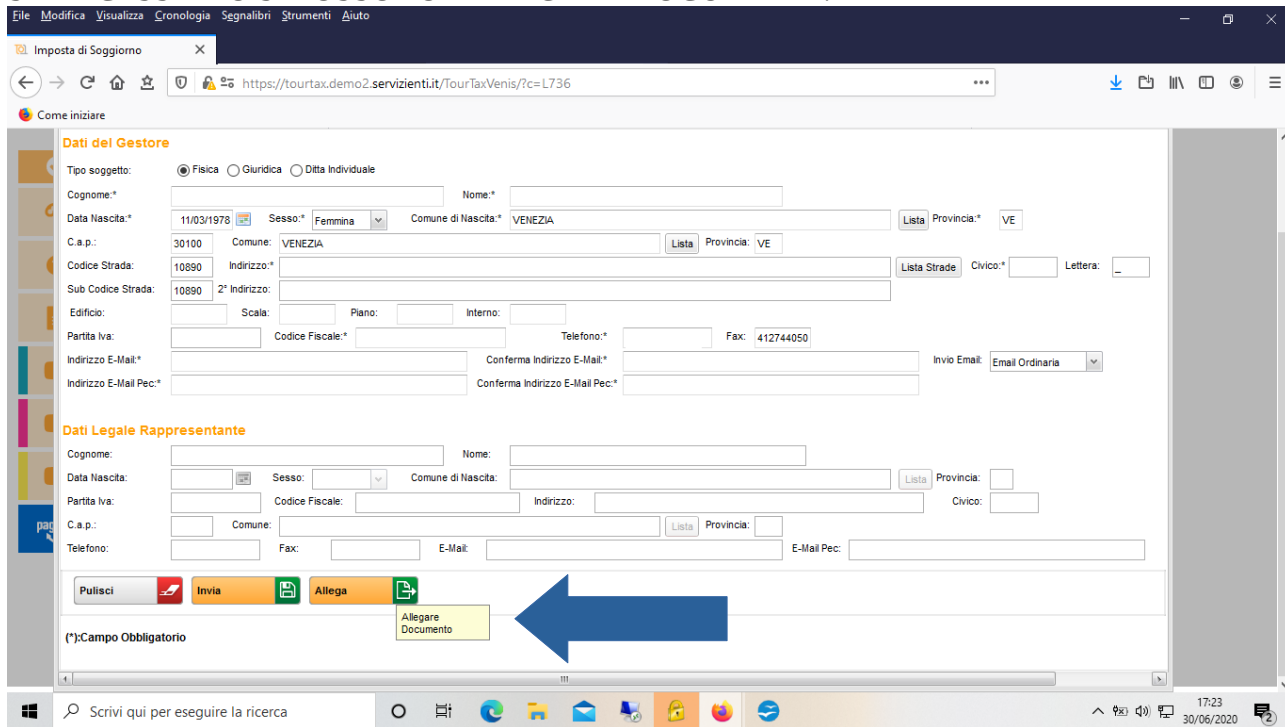 File Modifica Visualizza Cronologia Segnalibri Strumenti Aiuto
Imposta di Soggiorno
https://tourtax.demo2.servizienti.it/TourTaxVenis/?c=L736
Come iniziare
Dati del Gestore
Tipo soggetto: Fisica Giuridica Ditta Individuale
Cognome:* Nome:*
Data Nascita:* 11/03/1978 Sesso:* Femmina Comune di Nascita:* VENEZIA Lista Provincia:* VE
C.a.p.: 30100 Comune: VENEZIA Lista Provincia: VE
Codice Strada: 10890 Indirizzo:* Lista Strade Civico:* Lettera: _
Sub Codice Strada: 10890 2° Indirizzo:
Edificio: Scala: Piano: Interno:
Partita Iva: Codice Fiscale:* Telefono:* Fax: 412744050
Indirizzo E-Mail:* Conferma Indirizzo E-Mail:* Invio Email: Email Ordinaria
Indirizzo E-Mail Pec:* Conferma Indirizzo E-Mail Pec:*
Dati Legale Rappresentante
Cognome: Nome:
Data Nascita: Sesso: Comune di Nascita: Lista Provincia:
Partita Iva: Codice Fiscale: Indirizzo: Civico:
C.a.p.: Comune: Lista Provincia:
pag
Telefono: Fax: E-Mail: E-Mail Pec:
Pulisci Invia Allega
Allegare
Documento
(*):Campo Obbligatorio
Scrivi qui per eseguire la ricerca
17:23
30/06/2020
2